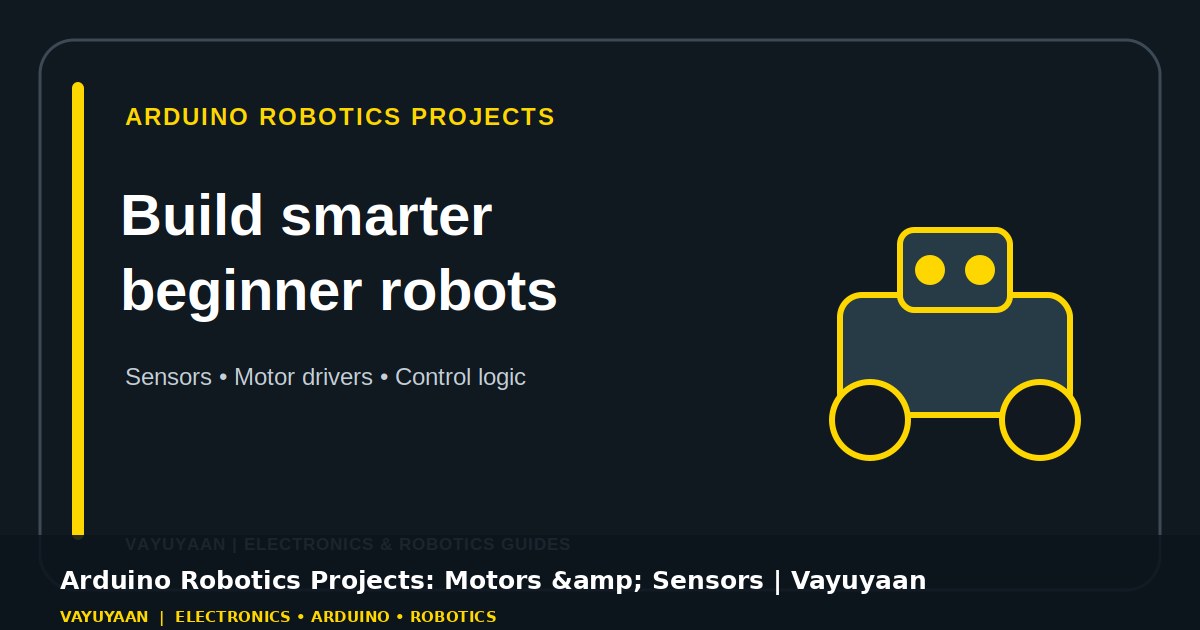 ARDUINO ROBOTICS PROJECTS
Build smarter
beginner robots
Sensors • Motor drivers • Control logic
VAYUYAAN | ELECTRONICS & ROBOTICS GUIDES
Arduino Robotics Projects: Motors &amp; Sensors | Vayuyaan
VAYUYAAN | ELECTRONICS • ARDUINO • ROBOTICS